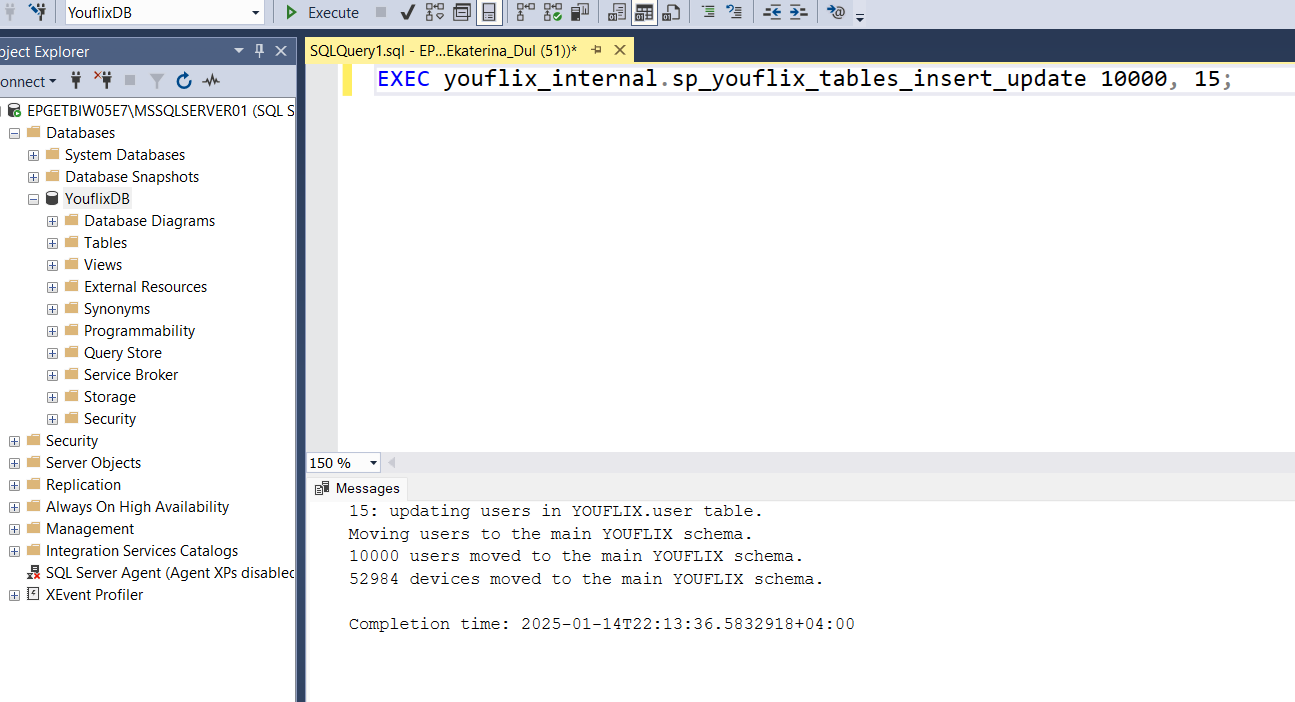 YouflixDB
Execute
ject Explorer
onnect
EPGETBIW05E7\MSSQLSERVER01 (SQL S
Databases
System Databases
Database Snapshots
YouflixDB
Database Diagrams
Tables
Views
External Resources
Synonyms
Programmability
Query Store
Service Broker
Storage
Security
Security
Server Objects
Replication
Always On High Availability
Management
Integration Services Catalogs
SQL Server Agent (Agent XPs disabled
XEvent Profiler
SQLQuery1.sql - EP...Ekaterina_Dul (51))*
EXEC youflix_internal.sp_youflix_tables_insert_update 10000, 15;
150 %
Messages
15: updating users in YOUFLIX.user table.
Moving users to the main YOUFLIX schema.
10000 users moved to the main YOUFLIX schema.
52984 devices moved to the main YOUFLIX schema.
Completion time: 2025-01-14T22:13:36.5832918+04:00